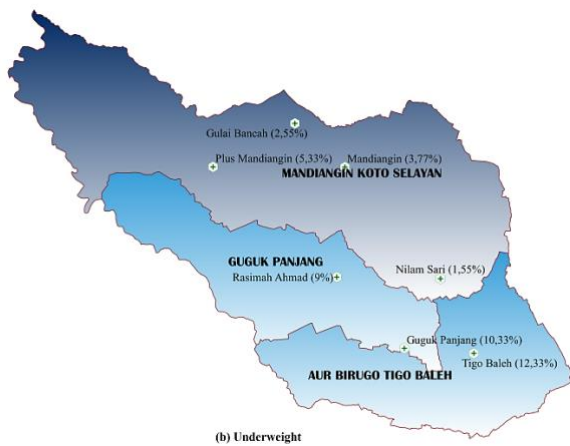 Gulai Bancah (2,55%)
Plus Mandiangin (5,33%)
Mandiangin (3,77%)
MANDIANGIN KOTO SELAYAN
GUGUK PANJANG
Rasimah Ahmad (9%)
Nilam Sari (1,55%)
Guguk Panjang (10,33%)
Tigo Baleh (12,33%)
AUR BIRUGO TIGO BALEH
(b) Underweight